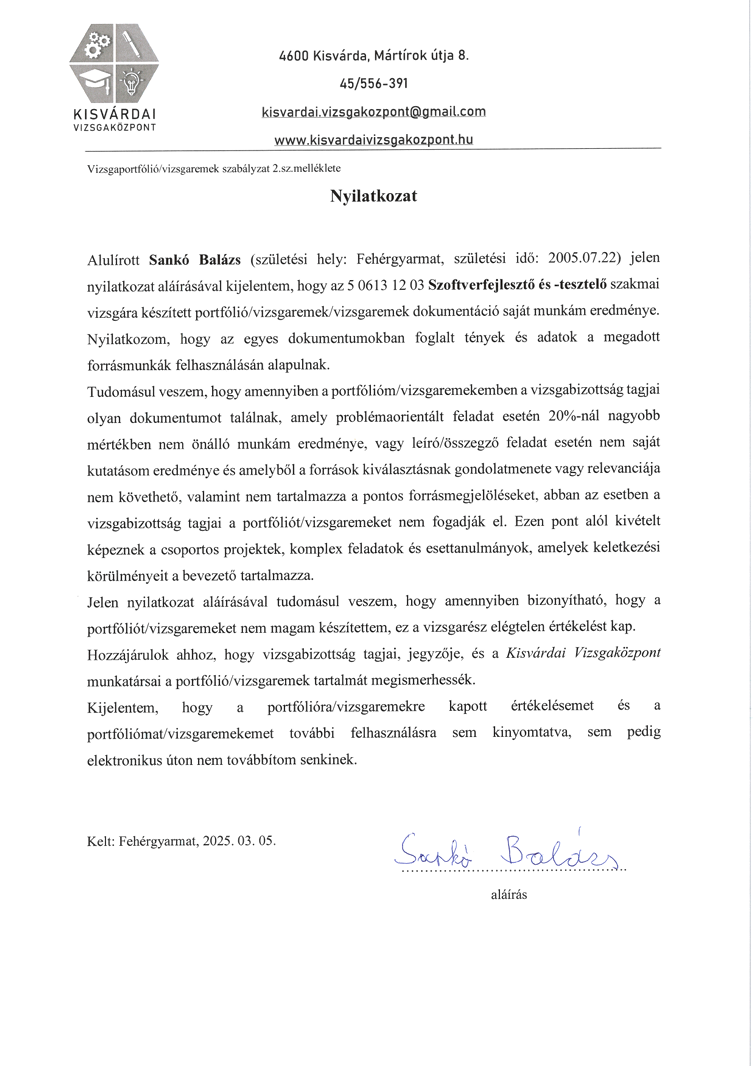 KISVÁRDAI
VIZSGAKÖZPONT
4600 Kisvárda, Mártírok útja 8.
45/556-391
kisvardai.vizsgakozpont@gmail.com
www.kisvardaivizsgakozpont.hu
Vizsgaportfólió/vizsgaremek szabályzat 2.sz.melléklete
Nyilatkozat
Alulírott Sankó Balázs (születési hely: Fehérgyarmat, születési idő: 2005.07.22) jelen
nyilatkozat aláírásával kijelentem, hogy az 5 0613 12 03 Szoftverfejlesztő és -tesztelő szakmai
vizsgára készített portfólió/vizsgaremek/vizsgaremek dokumentáció saját munkám eredménye.
Nyilatkozom, hogy az egyes dokumentumokban foglalt tények és adatok a megadott
forrásmunkák felhasználásán alapulnak.
Tudomásul veszem, hogy amennyiben a portfólióm/vizsgaremekemben a vizsgabizottság tagjai
olyan dokumentumot találnak, amely problémaorientált feladat esetén 20%-nál nagyobb
mértékben nem önálló munkám eredménye, vagy leíró/összegző feladat esetén nem saját
kutatásom eredménye és amelyből a források kiválasztásnak gondolatmenete vagy relevanciája
nem követhető, valamint nem tartalmazza a pontos forrásmegjelöléseket, abban az esetben a
vizsgabizottság tagjai a portfóliót/vizsgaremeket nem fogadják el. Ezen pont alól kivételt
képeznek a csoportos projektek, komplex feladatok és esettanulmányok, amelyek keletkezési
körülményeit a bevezető tartalmazza.
Jelen nyilatkozat aláírásával tudomásul veszem, hogy amennyiben bizonyítható, hogy a
portfóliót/vizsgaremeket nem magam készítettem, ez a vizsgarész elégtelen értékelést kap.
Hozzájárulok ahhoz, hogy vizsgabizottság tagjai, jegyzője, és a Kisvárdai Vizsgaközpont
munkatársai a portfólió/vizsgaremek tartalmát megismerhessék.
Kijelentem, hogy a portfólióra/vizsgaremekre kapott értékelésemet és a
portfóliómat/vizsgaremekemet további felhasználásra sem kinyomtatva, sem pedig
elektronikus úton nem továbbítom senkinek.
Kelt: Fehérgyarmat, 2025. 03. 05.
Sankó Balázs
aláírás